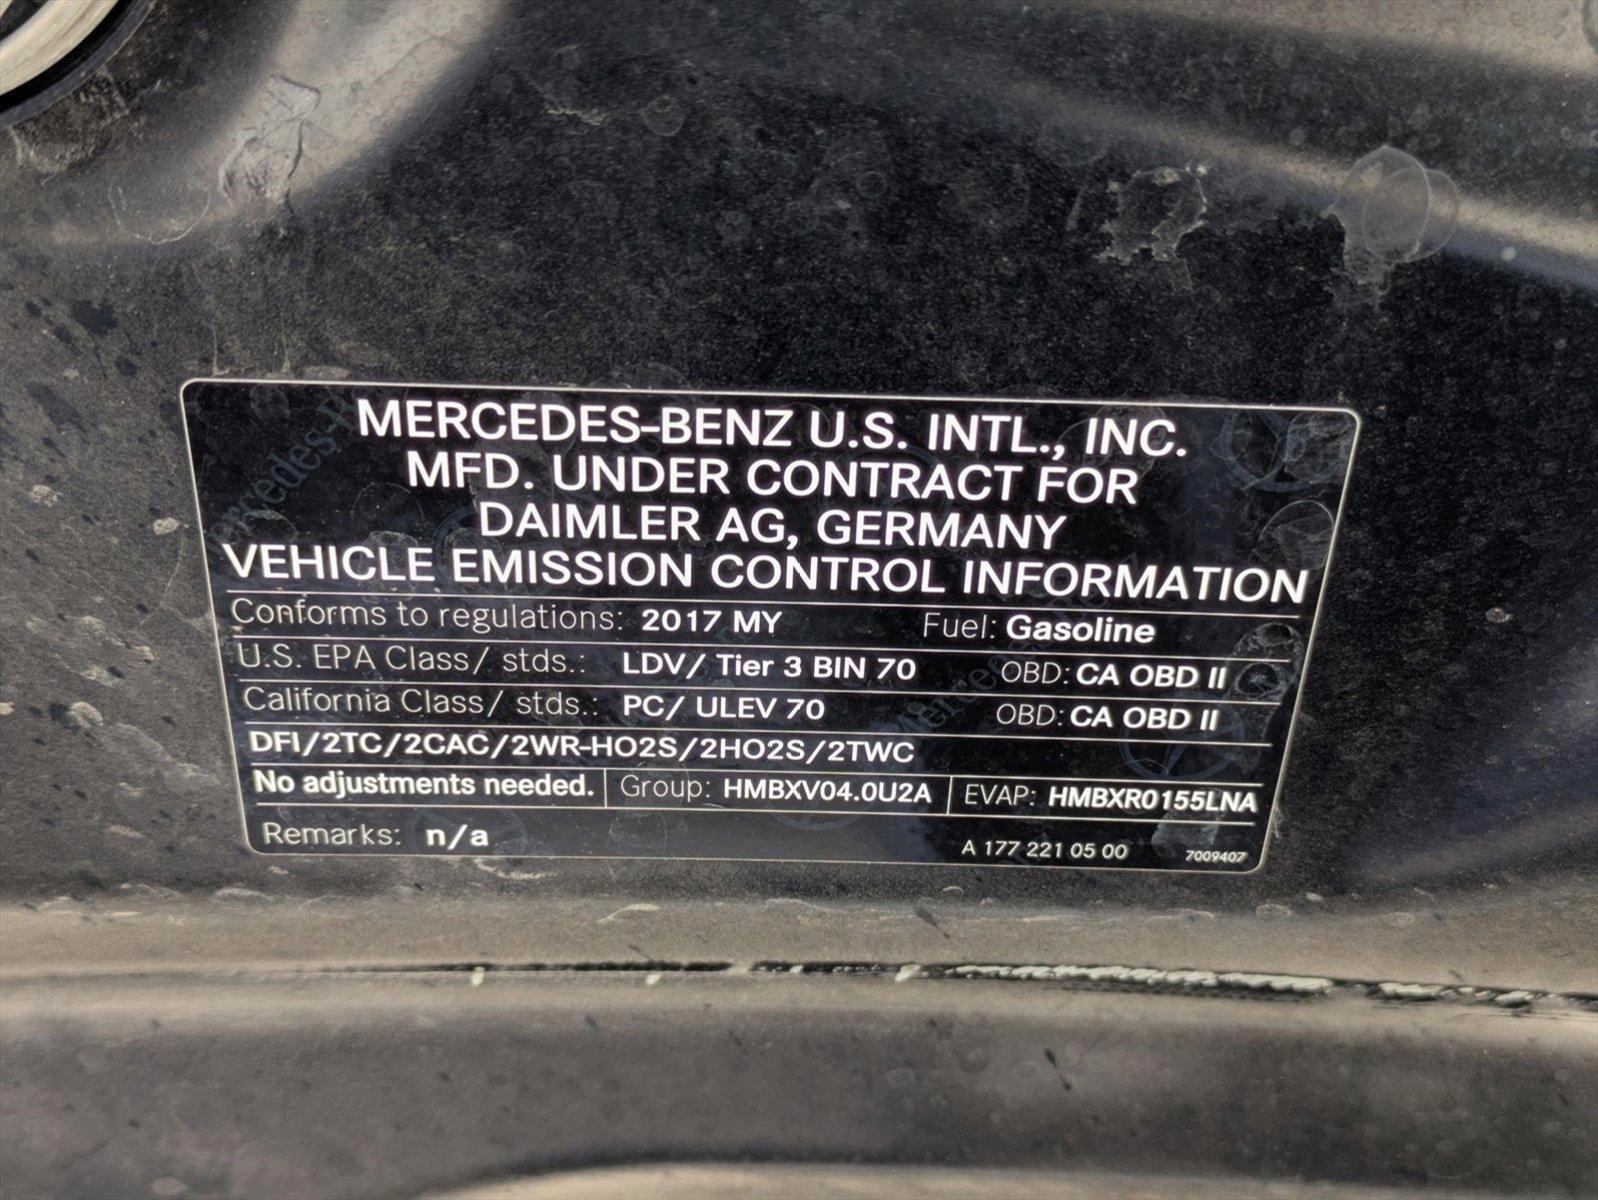 MERCEDES-BENZ U.S. INTL., INC.
MFD. UNDER CONTRACT FOR
DAIMLER AG, GERMANY
VEHICLE EMISSION CONTROL INFORMATION
Conforms to regulations: 2017 MY Fuel: Gasoline
U.S. EPA Class/ stds.: LDV/ Tier 3 BIN 70 OBD: CA OBD II
California Class/ stds.: PC/ ULEV 70 OBD: CA OBD II
DFI/2TC/2CAC/2WR-HO2S/2HO2S/2TWC
No adjustments needed. Group: HMBXV04.0U2A EVAP: HMBXR0155LNA
Remarks: n/a A 177 221 05 00 7009407